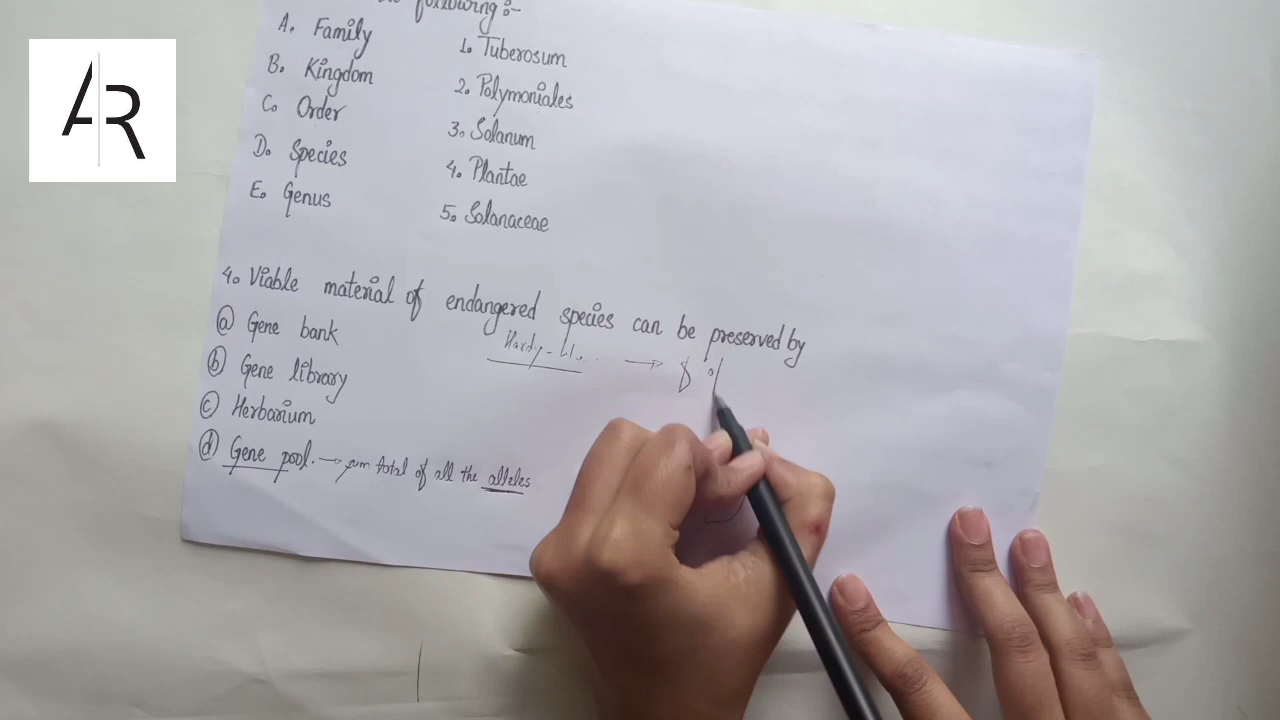 AR
following :-
A. Family 1. Tuberosum
B. Kingdom 2. Polymoniales
C. Order 3. Solanum
D. Species 4. Plantae
E. Genus 5. Solanaceae
4. Viable material of endangered species can be preserved by
ⓐ Gene bank
Hardy -
ⓑ Gene library
ⓒ Herbarium
ⓓ Gene pool. → sum total of all the alleles